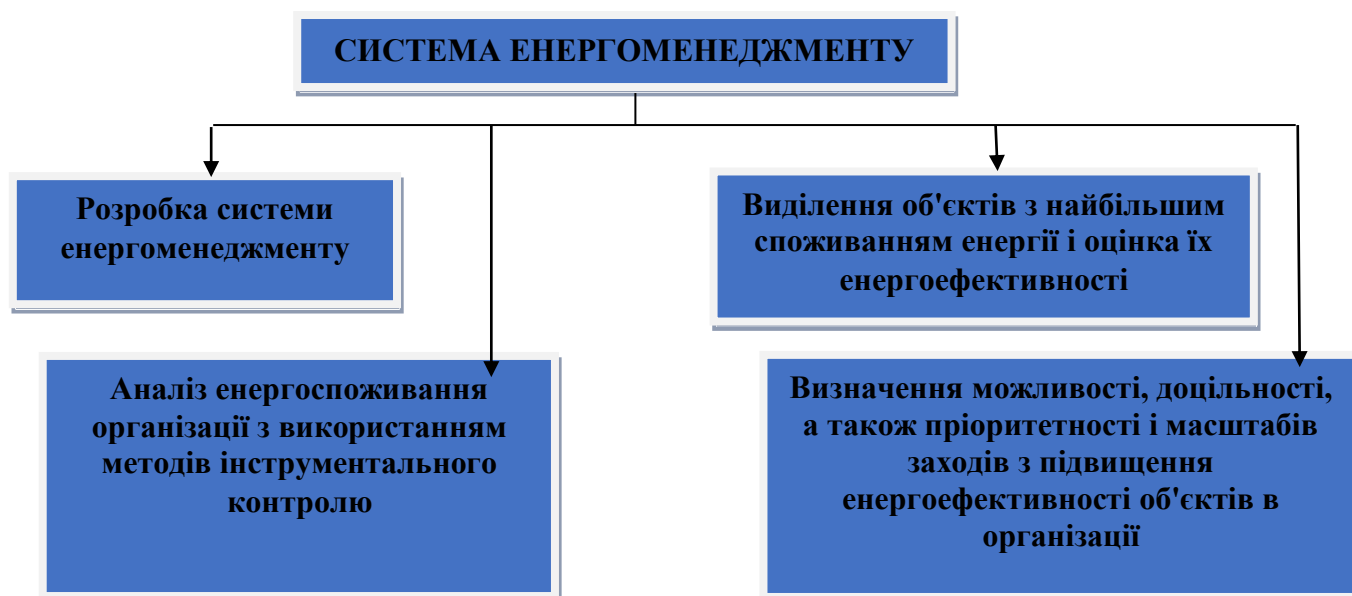 СИСТЕМА ЕНЕРГОМЕНЕДЖМЕНТУ
Розробка системи
енергоменеджменту
Виділення об'єктів з найбільшим
споживанням енергії і оцінка їх
енергоефективності
Аналіз енергоспоживання
організації з використанням
методів інструментального
контролю
Визначення можливості, доцільності,
а також пріоритетності і масштабів
заходів з підвищення
енергоефективності об'єктів в
організації